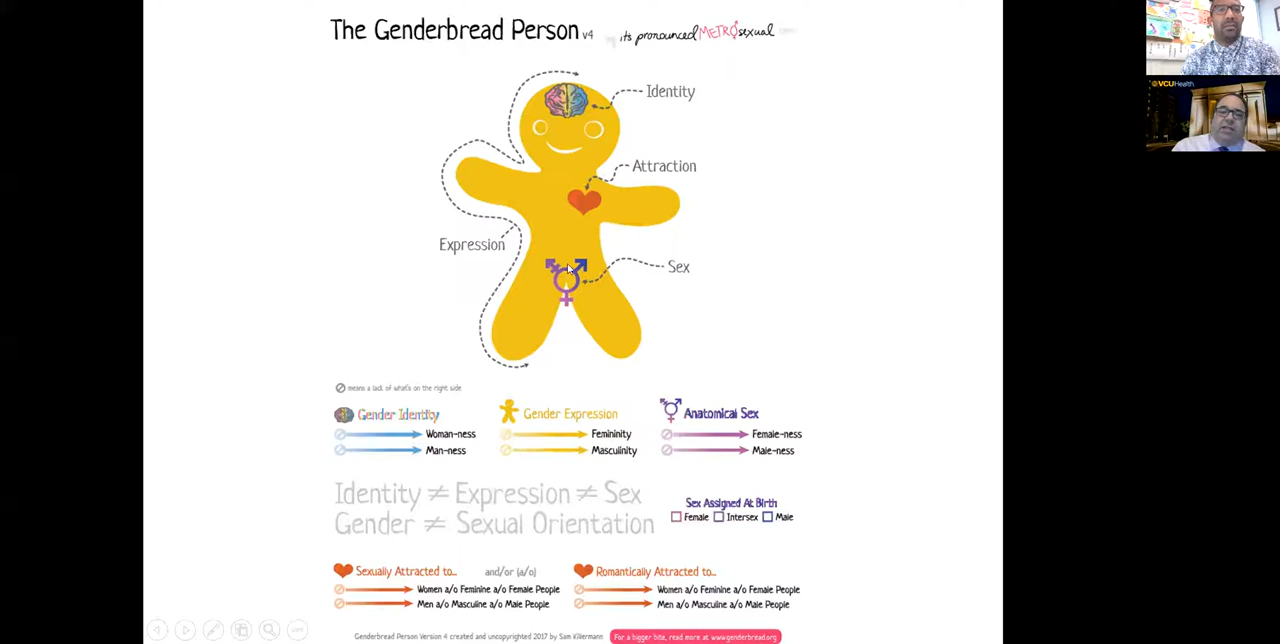 The Genderbread Person v4
its pronounced METROsexual
VCUHealth
Identity
Attraction
Expression
Sex
means a lack of what's on the right side
Gender Identity
Woman-ness
Man-ness
Gender Expression
Femininity
Masculinity
Anatomical Sex
Female-ness
Male-ness
Identity ≠ Expression ≠ Sex
Gender ≠ Sexual Orientation
Sex Assigned At Birth
Female Intersex Male
Sexually Attracted to... and/or (a/o)
Women a/o Feminine a/o Female People
Men a/o Masculine a/o Male People
Romantically Attracted to...
Women a/o Feminine a/o Female People
Men a/o Masculine a/o Male People
Genderbread Person Version 4 created and uncopyrighted 2017 by Sam Killermann
For a bigger bite, read more at www.genderbread.org